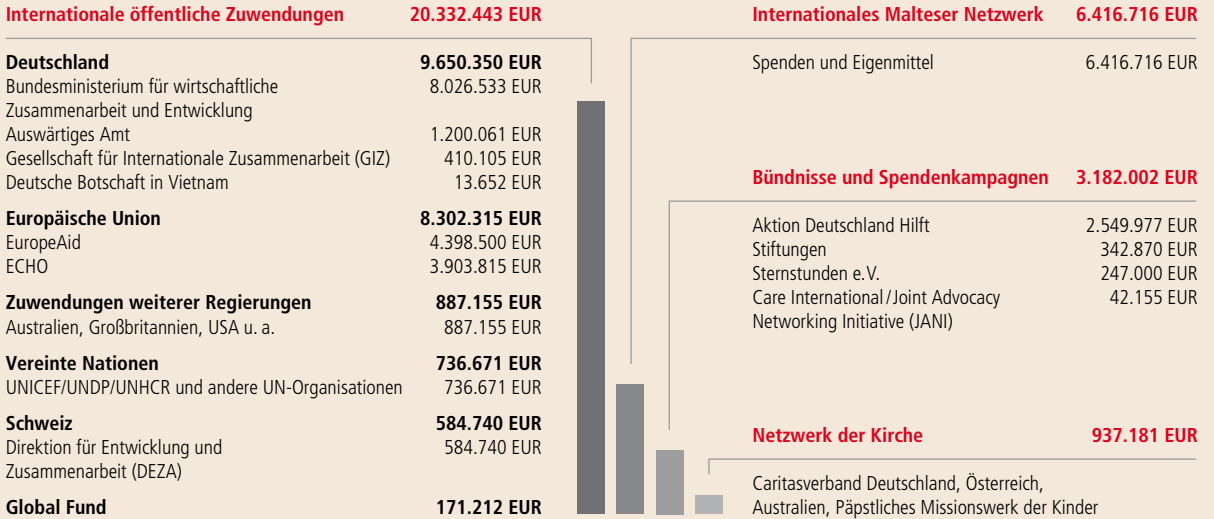 Internationale öffentliche Zuwendungen 20.332.443 EUR
Deutschland 9.650.350 EUR
Bundesministerium für wirtschaftliche 8.026.533 EUR
Zusammenarbeit und Entwicklung
Auswärtiges Amt 1.200.061 EUR
Gesellschaft für Internationale Zusammenarbeit (GIZ) 410.105 EUR
Deutsche Botschaft in Vietnam 13.652 EUR
Europäische Union 8.302.315 EUR
EuropeAid 4.398.500 EUR
ECHO 3.903.815 EUR
Zuwendungen weiterer Regierungen 887.155 EUR
Australien, Großbritannien, USA u. a. 887.155 EUR
Vereinte Nationen 736.671 EUR
UNICEF/UNDP/UNHCR und andere UN-Organisationen 736.671 EUR
Schweiz 584.740 EUR
Direktion für Entwicklung und 584.740 EUR
Zusammenarbeit (DEZA)
Global Fund 171.212 EUR
Internationales Malteser Netzwerk 6.416.716 EUR
Spenden und Eigenmittel 6.416.716 EUR
Bündnisse und Spendenkampagnen 3.182.002 EUR
Aktion Deutschland Hilft 2.549.977 EUR
Stiftungen 342.870 EUR
Sternstunden e.V. 247.000 EUR
Care International/Joint Advocacy 42.155 EUR
Networking Initiative (JANI)
Netzwerk der Kirche 937.181 EUR
Caritasverband Deutschland, Österreich,
Australien, Päpstliches Missionswerk der Kinder